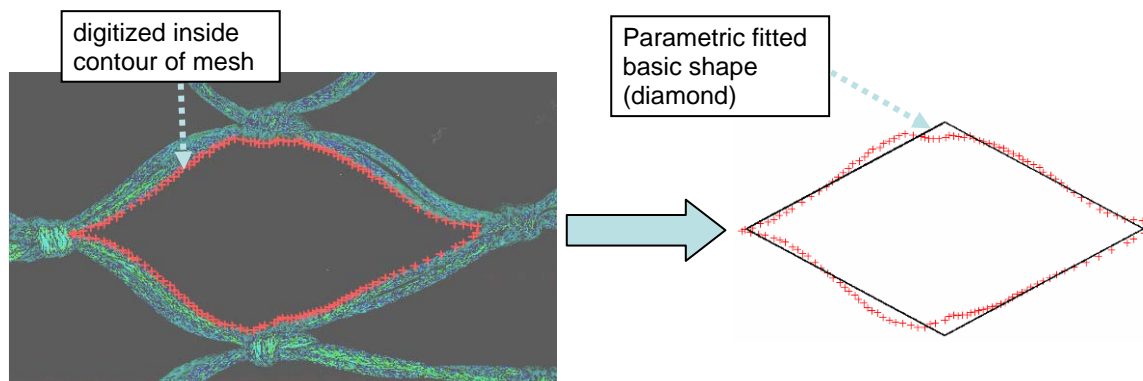 digitized inside
contour of mesh
Parametric fitted
basic shape
(diamond)